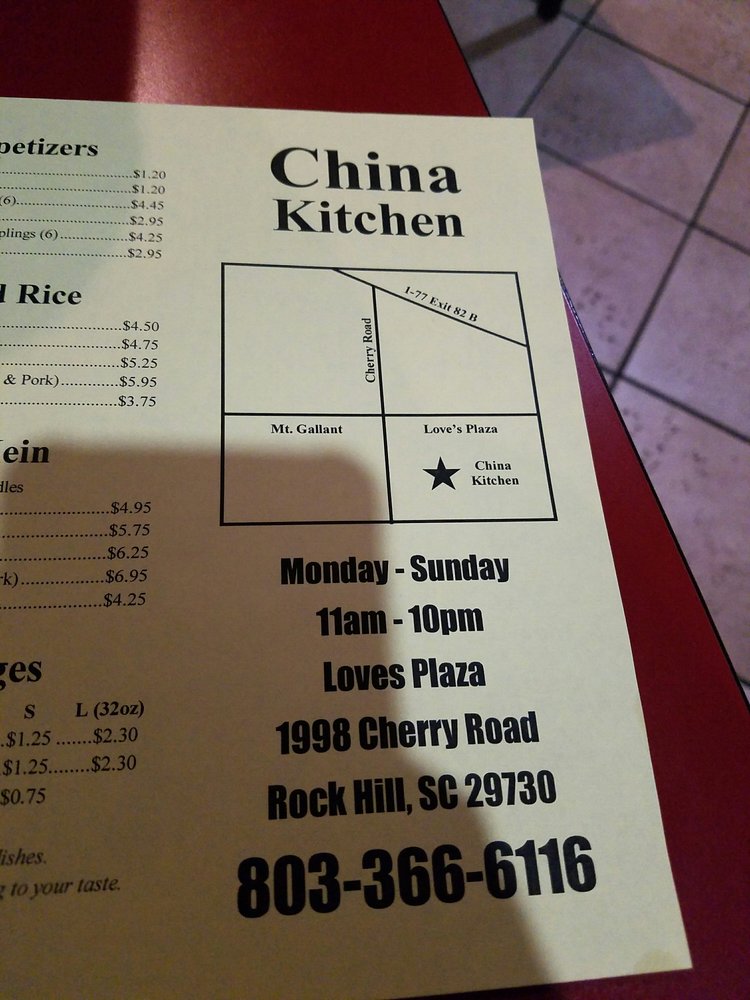 petizers
$1.20
$1.20
(6) $4.45
$2.95
plings (6) $4.25
$2.95
Rice
$4.50
$4.75
$5.25
& Pork) $5.95
$3.75
ein
dles
$4.95
$5.75
$6.25
rk) $6.95
$4.25
ges
S L (32oz)
$1.25 $2.30
$1.25 $2.30
$0.75
ishes.
g to your taste.
China
Kitchen
1-77 Exit 82 B
Cherry Road
Mt. Gallant Love's Plaza
China
Kitchen
Monday - Sunday
11am - 10pm
Loves Plaza
1998 Cherry Road
Rock Hill, SC 29730
803-366-6116